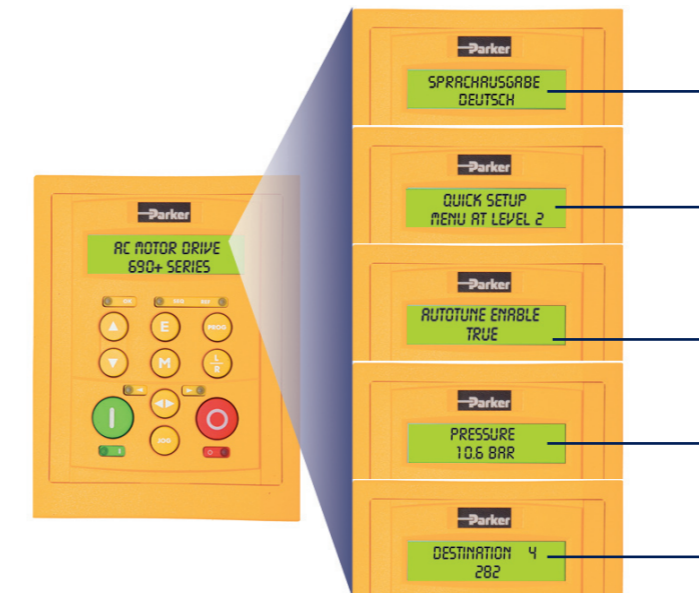 Parker
AC MOTOR DRIVE
690+ SERIES
E
PROG
M
L
R
JOG
Parker
SPRACHAUSGABE
DEUTSCH
Parker
QUICK SETUP
MENU AT LEVEL 2
Parker
AUTOTUNE ENABLE
TRUE
Parker
PRESSURE
10.6 BAR
Parker
DESTINATION 4
282